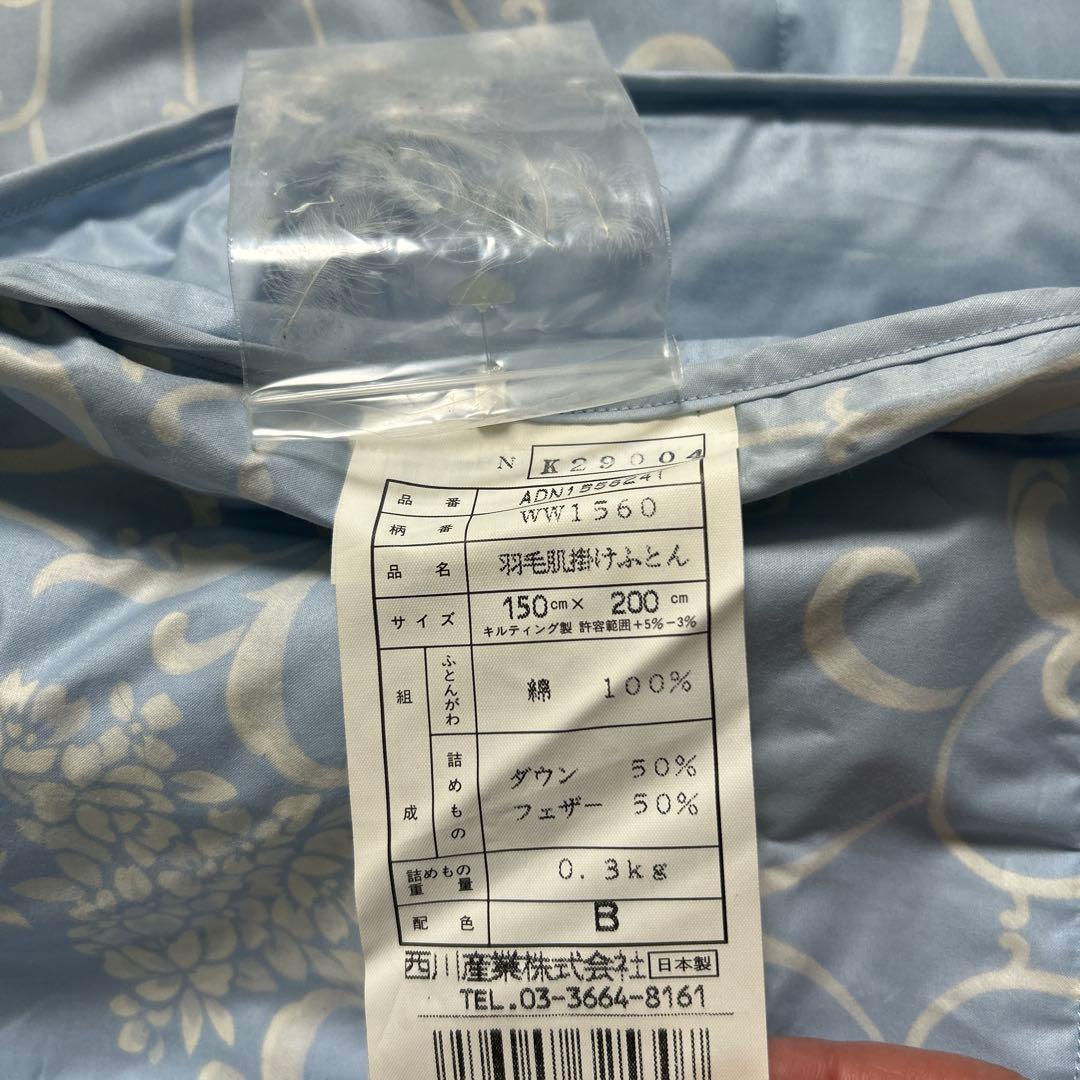 N K29004
品番 ADN1555241
柄番 WW1560
品名 羽毛肌掛けふとん
サイズ 150cm× 200cm
キルティング製 許容範囲+5%-3%
組成 ふとんがわ 綿 100%
詰めもの ダウン 50%
フェザー 50%
詰めもの重量 0.3kg
配色 B
西川産業株式会社 日本製
TEL.03-3664-8161